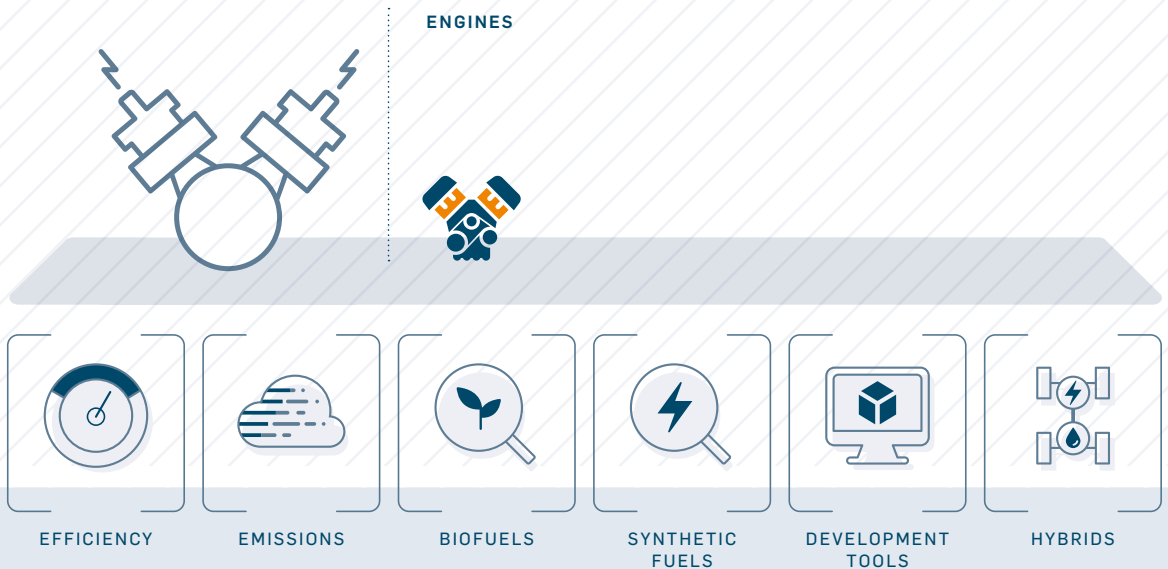 ENGINES
EFFICIENCY
EMISSIONS
BIOFUELS
SYNTHETIC
FUELS
DEVELOPMENT
TOOLS
HYBRIDS